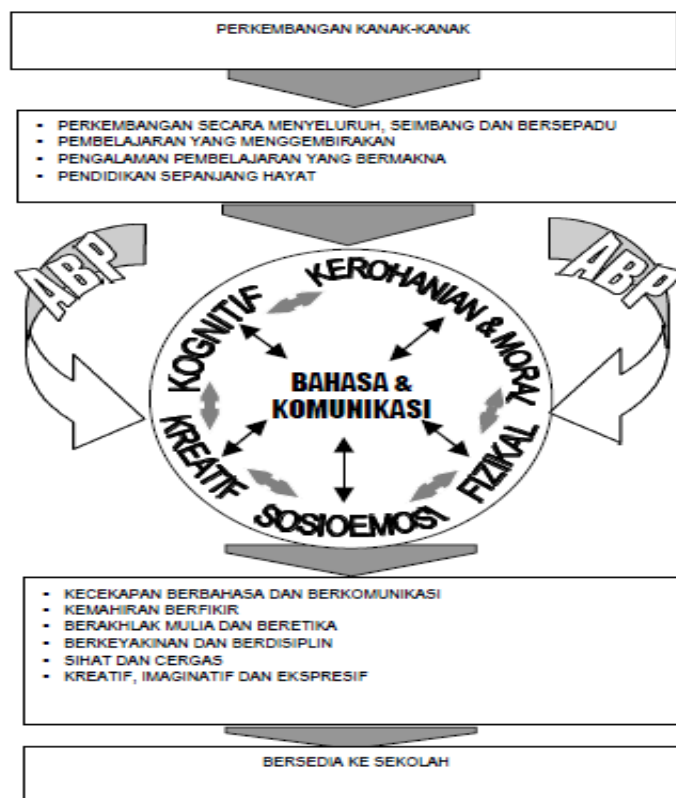 PERKEMBANGAN KANAK-KANAK
• PERKEMBANGAN SECARA MENYELURUH, SEIMBANG DAN BERSEPADU
• PEMBELAJARAN YANG MENGGEMBIRAKAN
• PENGALAMAN PEMBELAJARAN YANG BERMAKNA
• PENDIDIKAN SEPANJANG HAYAT
ABP
ABP
KEROHANIAN & MORAL
KOGNITIF
BAHASA &
KOMUNIKASI
KREATIF
FIZIKAL
SOSIOEMOSI
• KECEKAPAN BERBAHASA DAN BERKOMUNIKASI
• KEMAHIRAN BERFIKIR
• BERAKHLAK MULIA DAN BERETIKA
• BERKEYAKINAN DAN BERDISIPLIN
• SIHAT DAN CERGAS
• KREATIF, IMAGINATIF DAN EKSPRESIF
BERSEDIA KE SEKOLAH